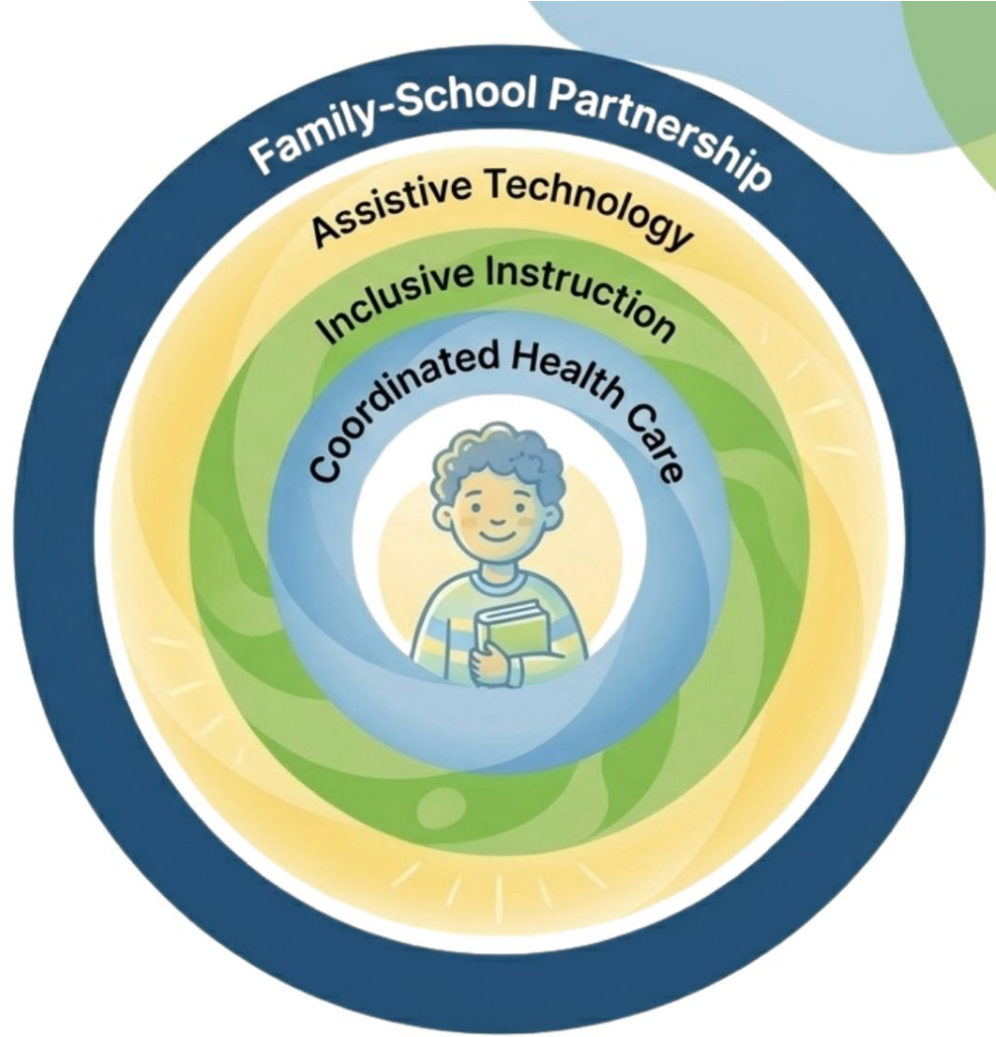 Family-School Partnership
Assistive Technology
Inclusive Instruction
Coordinated Health Care